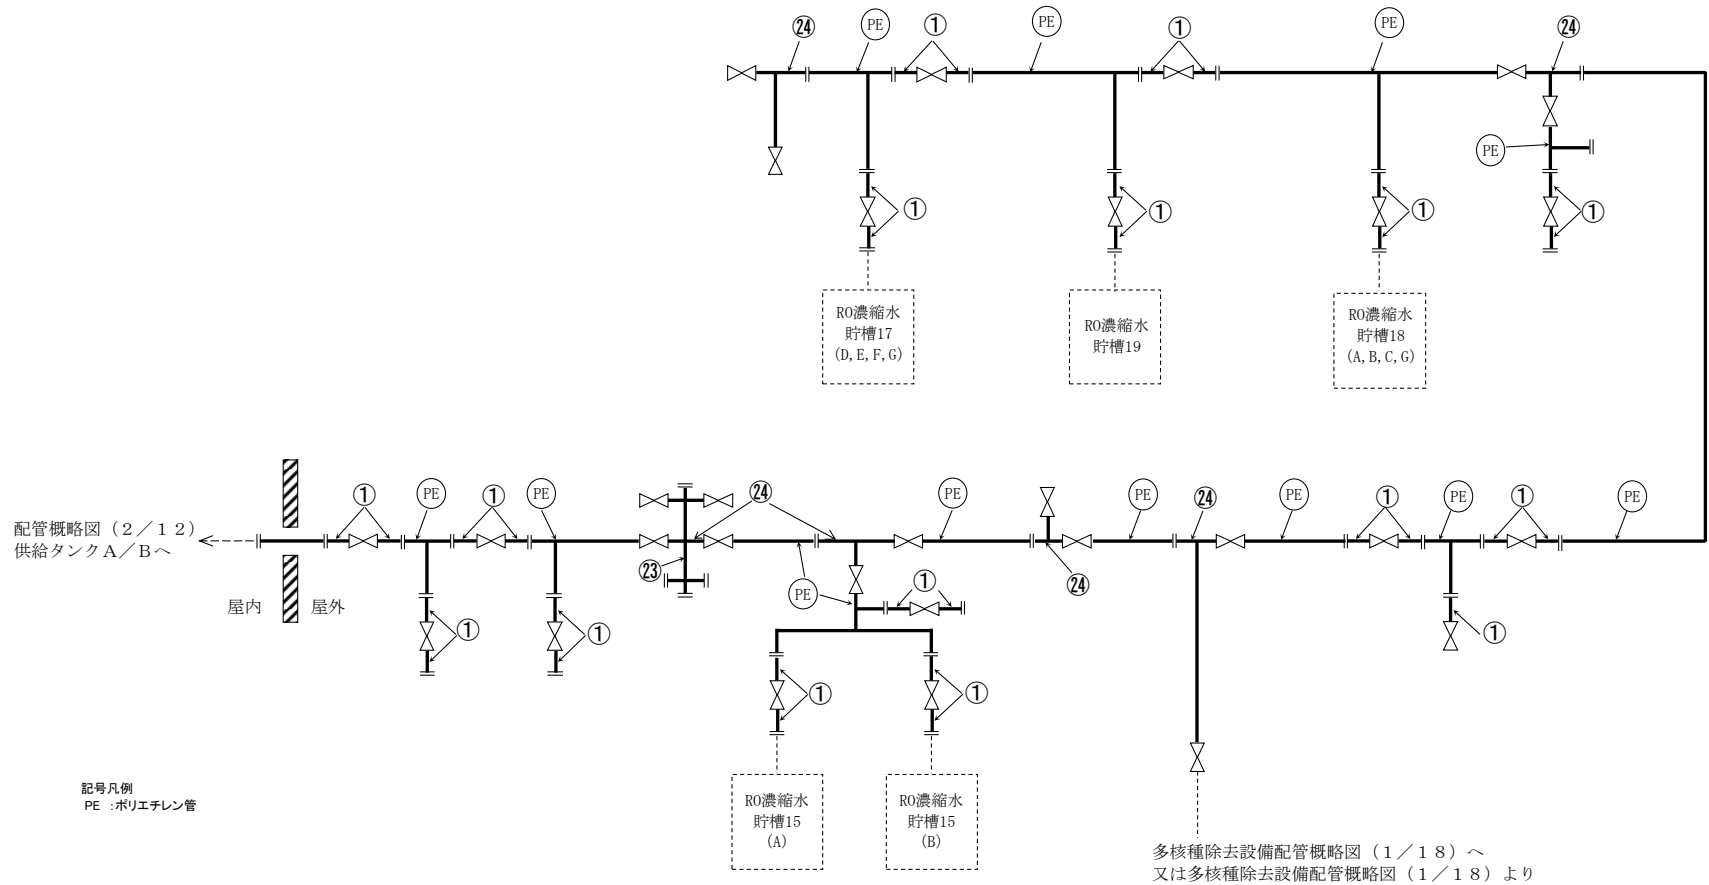 ㉔ PE ① PE ① PE ㉔
PE
① ① ① ①
RO濃縮水
貯槽17
(D,E,F,G)
RO濃縮水
貯槽19
RO濃縮水
貯槽18
(A,B,C,G)
① PE ① PE ㉔ PE PE ㉔ PE ① PE ① PE
配管概略図（２／１２）
供給タンクＡ／Ｂへ
㉓ PE ① ㉔
屋内 屋外
① ① ①
① ①
RO濃縮水
貯槽15
(A)
RO濃縮水
貯槽15
(B)
記号凡例
PE ：ポリエチレン管
多核種除去設備配管概略図（１／１８）へ
又は多核種除去設備配管概略図（１／１８）より